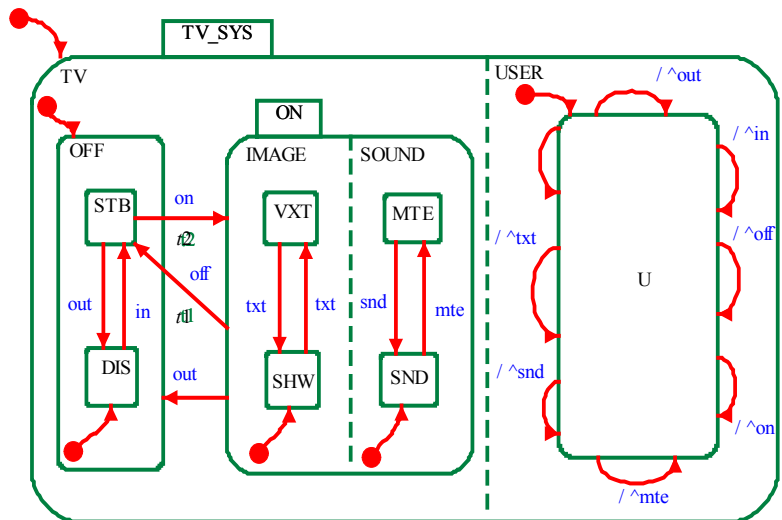 TV_SYS
TV
USER
/ ^out
ON
OFF
IMAGE
SOUND
/ ^in
STB
on
VXT
MTE
t2
/ ^txt
/ ^off
off
U
out
in
txt
txt
snd
mte
t1
DIS
SHW
SND
out
/ ^snd
/ ^on
/ ^mte